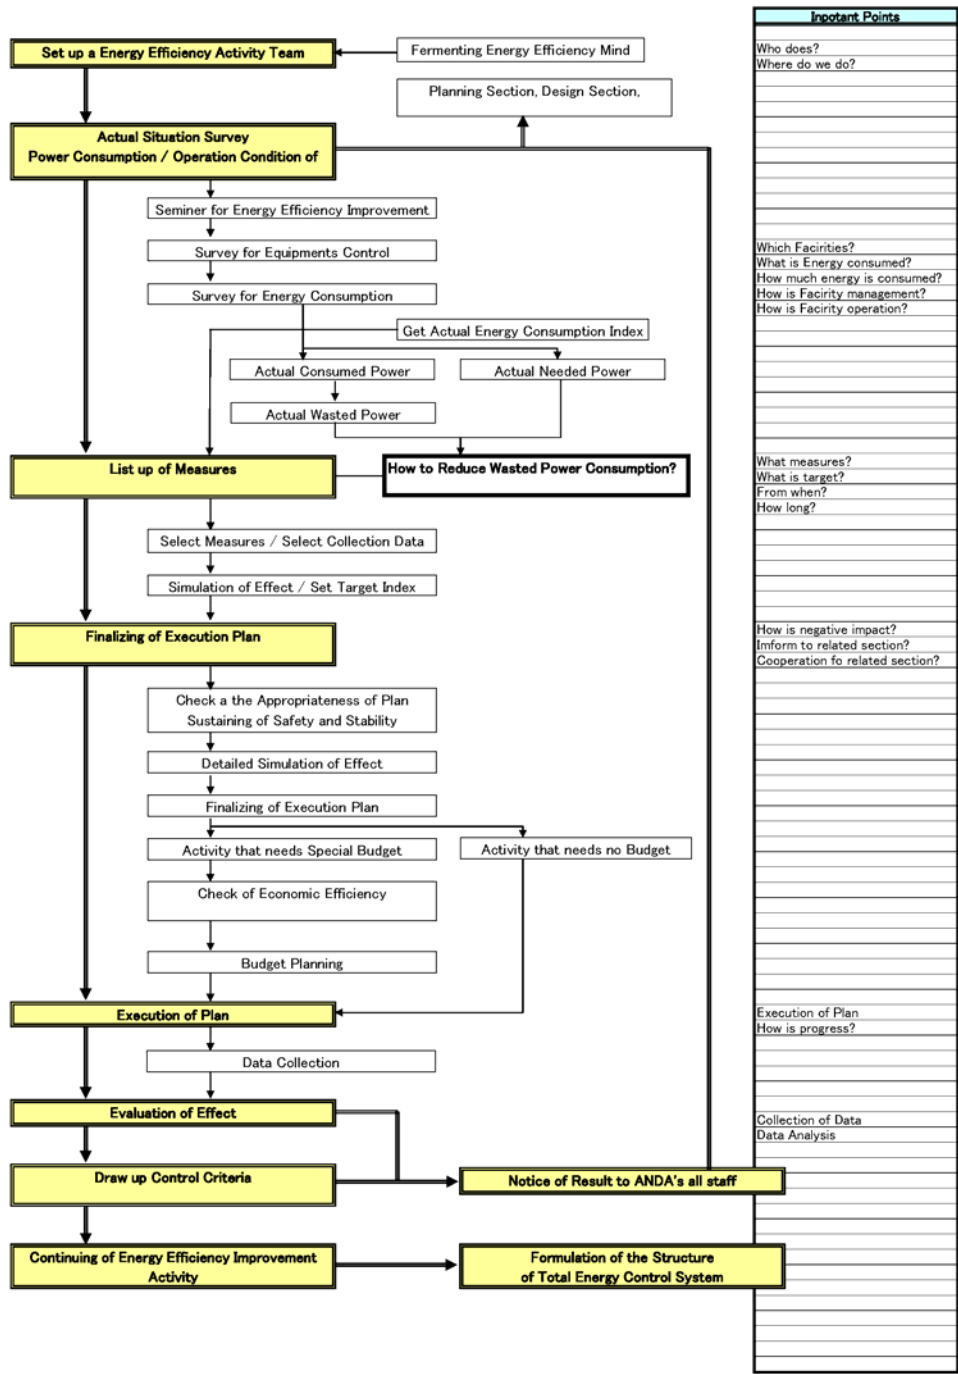 Inpotant Points
Set up a Energy Efficiency Activity Team
Fermenting Energy Efficiency Mind
Who does?
Where do we do?
Planning Section, Design Section,
Actual Situation Survey
Power Consumption / Operation Condition of
Seminer for Energy Efficiency Improvement
Survey for Equipments Control
Which Facirities?
What is Energy consumed?
How much energy is consumed?
How is Facirity management?
How is Facirity operation?
Survey for Energy Consumption
Get Actual Energy Consumption Index
Actual Consumed Power
Actual Needed Power
Actual Wasted Power
List up of Measures
How to Reduce Wasted Power Consumption?
What measures?
What is target?
From when?
How long?
Select Measures / Select Collection Data
Simulation of Effect / Set Target Index
Finalizing of Execution Plan
How is negative impact?
Imform to related section?
Cooperation fo related section?
Check a the Appropriateness of Plan
Sustaining of Safety and Stability
Detailed Simulation of Effect
Finalizing of Execution Plan
Activity that needs Special Budget
Activity that needs no Budget
Check of Economic Efficiency
Budget Planning
Execution of Plan
Execution of Plan
How is progress?
Data Collection
Evaluation of Effect
Collection of Data
Data Analysis
Draw up Control Criteria
Notice of Result to ANDA's all staff
Continuing of Energy Efficiency Improvement
Activity
Formulation of the Structure
of Total Energy Control System